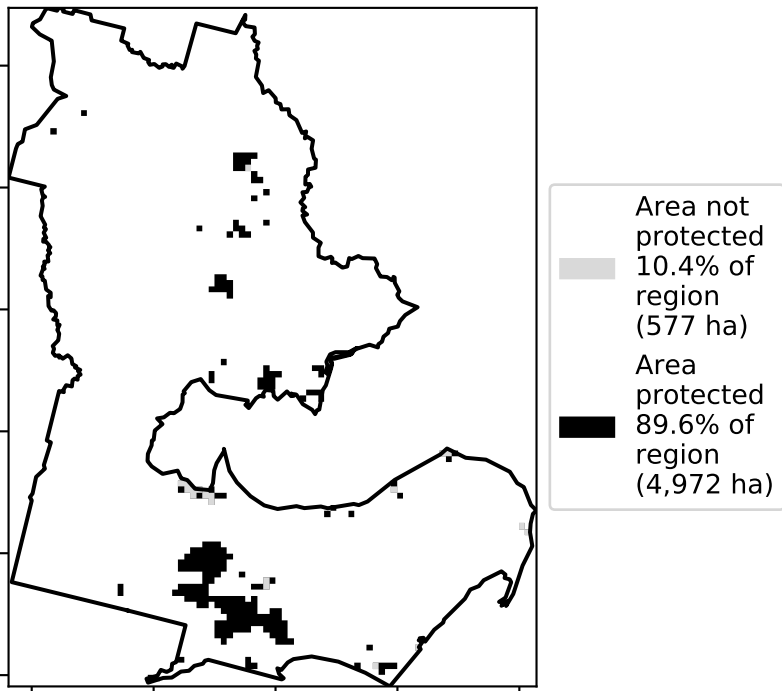 Area not
protected
10.4% of
region
(577 ha)
Area
protected
89.6% of
region
(4,972 ha)